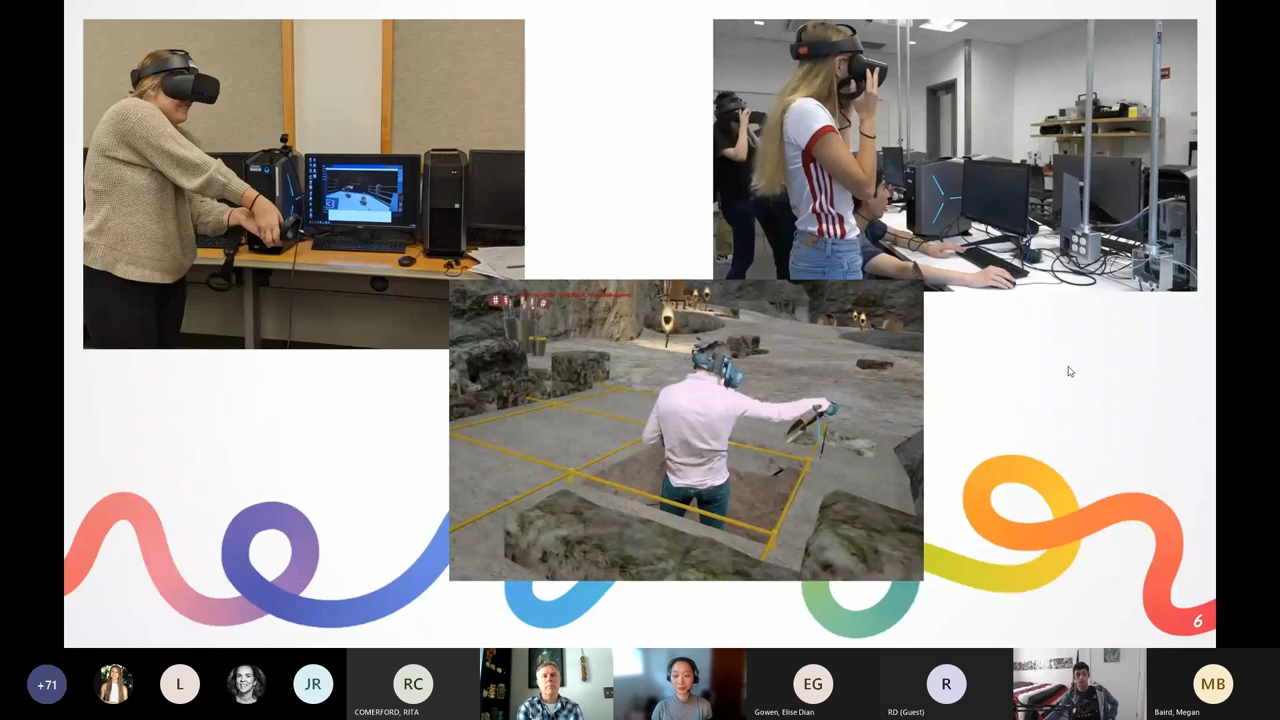 6
+71
L
JR
RC
EG
R
MB
COMERFORD, RITA
Gowen, Elise Dian
RD (Guest)
Baird, Megan